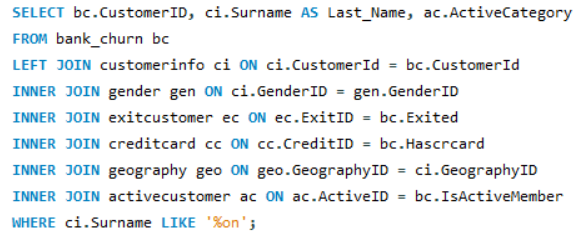 SELECT bc.CustomerID, ci.Surname AS Last_Name, ac.ActiveCategory
FROM bank_churn bc
LEFT JOIN customerinfo ci ON ci.CustomerId = bc.CustomerId
INNER JOIN gender gen ON ci.GenderID = gen.GenderID
INNER JOIN exitcustomer ec ON ec.ExitID = bc.Exited
INNER JOIN creditcard cc ON cc.CreditID = bc.Hascrcard
INNER JOIN geography geo ON geo.GeographyID = ci.GeographyID
INNER JOIN activecustomer ac ON ac.ActiveID = bc.IsActiveMember
WHERE ci.Surname LIKE '%on';